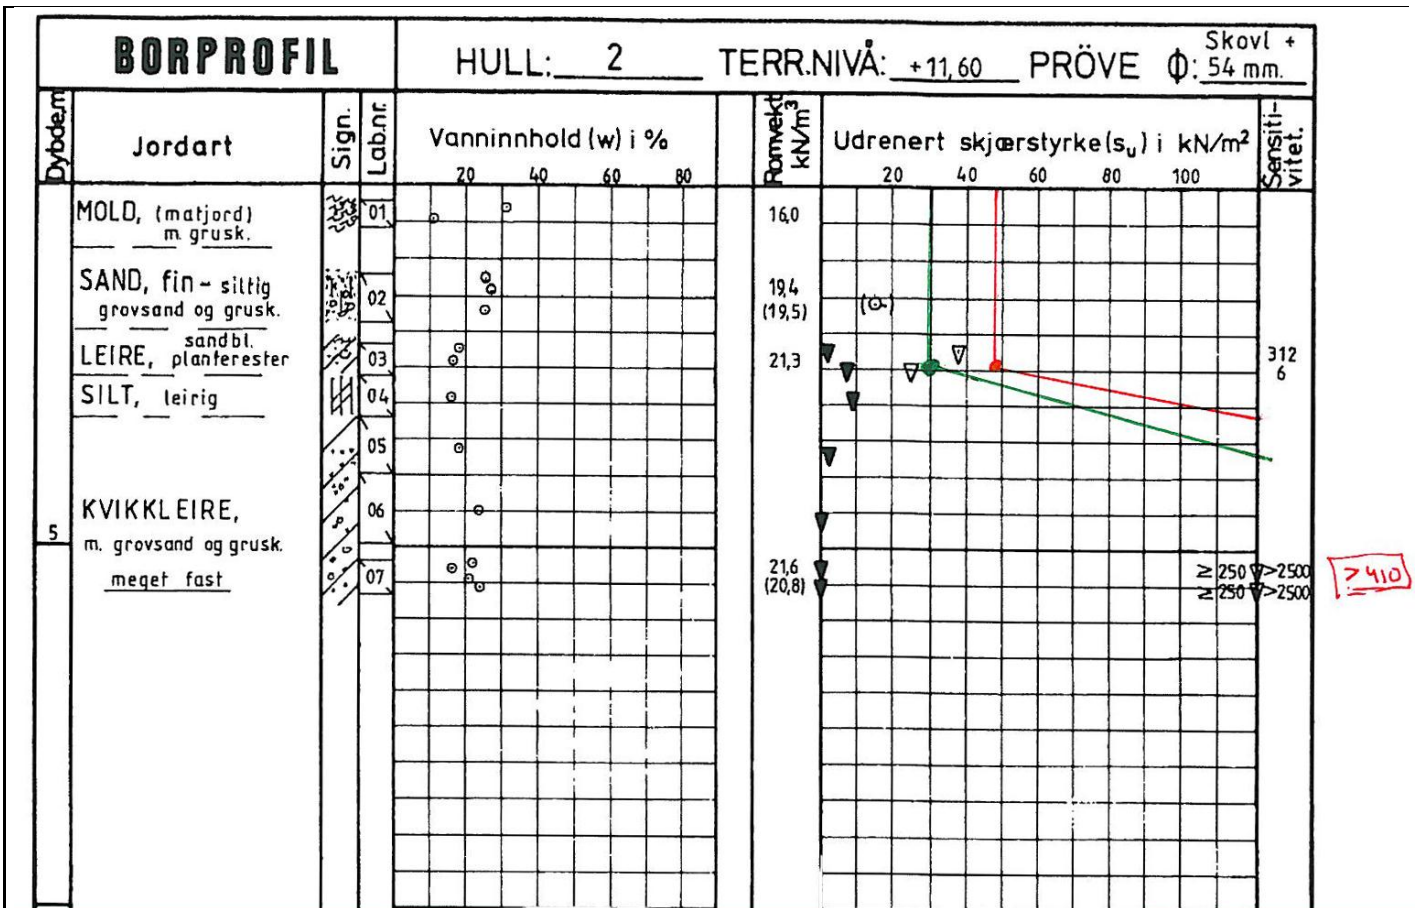 BORPROFIL
HULL: 2 TERR.NIVÅ: +11,60 PRÖVE Φ: Skovl + 54 mm.
Dybde,m
Jordart
Sign.
Lab.nr.
Vanninnhold (w) i %
20 40 60 80
Romvekt kN/m³
Udrenert skjærstyrke (su) i kN/m²
20 40 60 80 100
Sensiti-
vitet.
MOLD, (matjord)
m. grusk.
01
16,0
SAND, fin - siltig
grovsand og grusk.
02
19,4
(19,5)
(⊙)
LEIRE, sandbl.
planterester
03
21,3
312
6
SILT, leirig
04
05
KVIKKLEIRE,
m. grovsand og grusk.
meget fast
06
5
07
21,6
(20,8)
≥ 250 >2500
≥ 250 >2500
>410